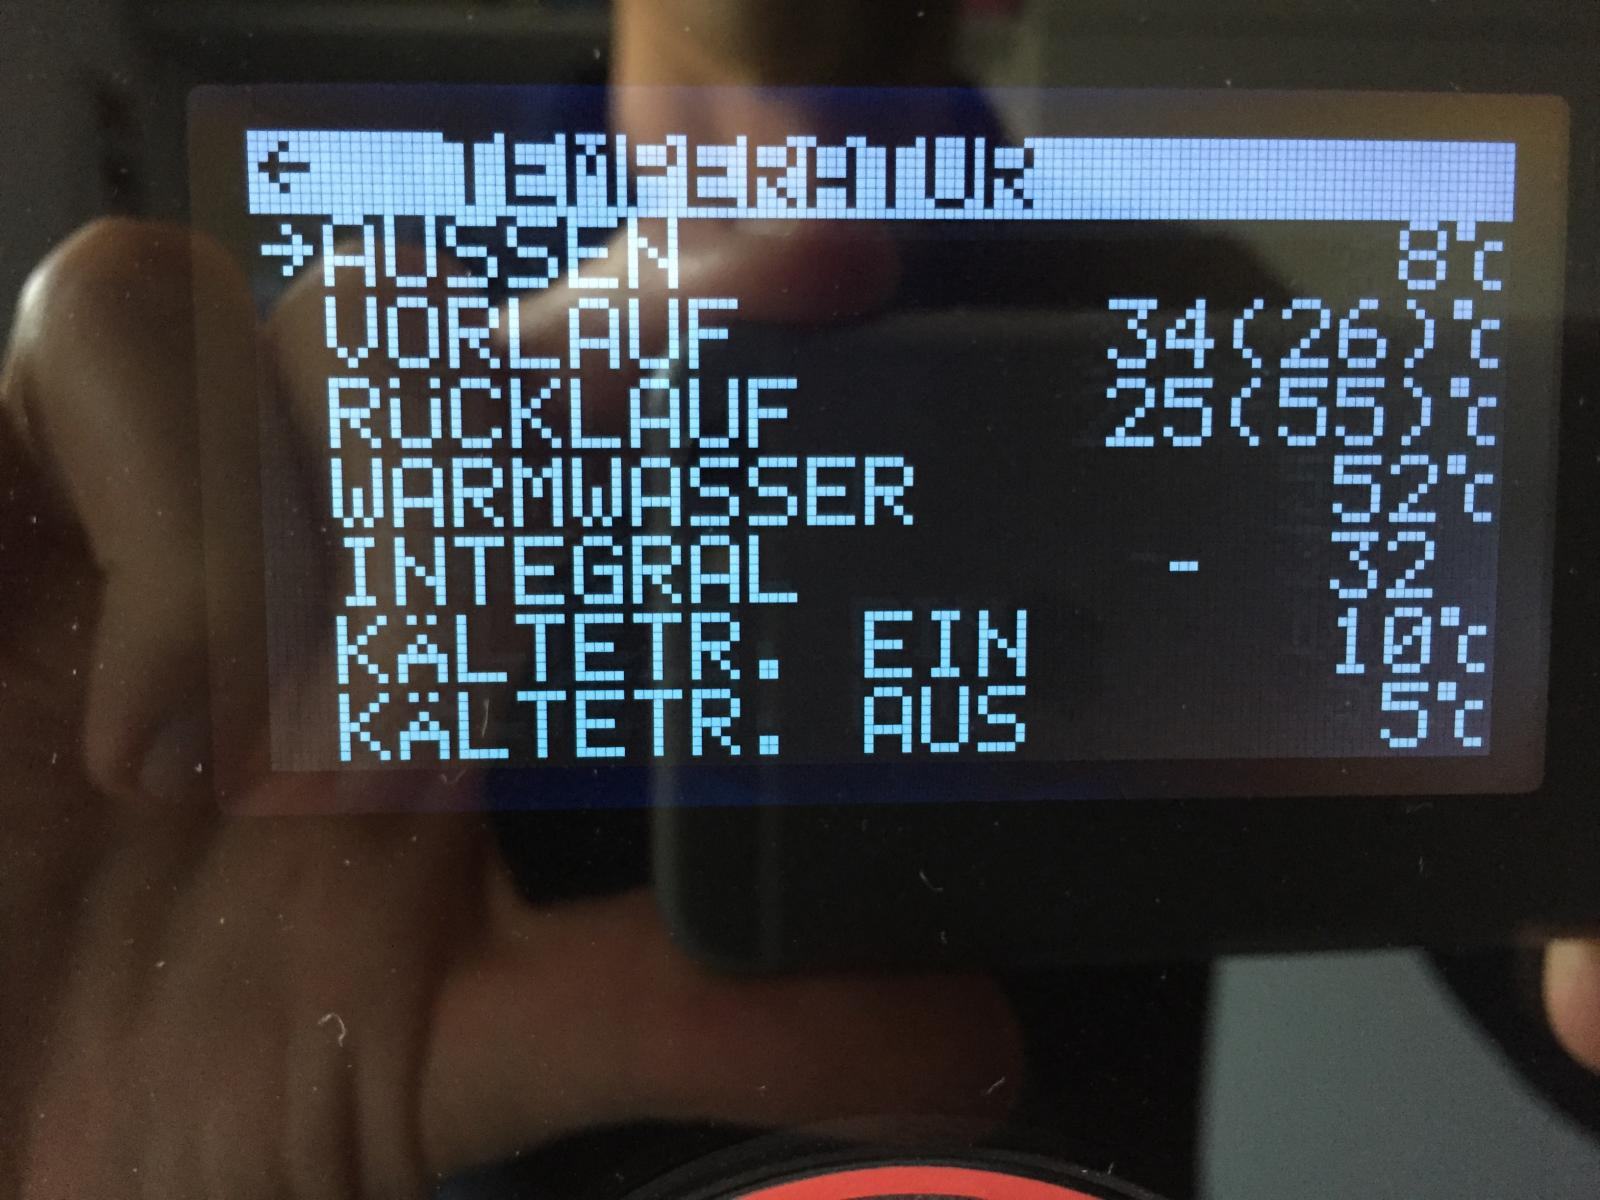 ← TEMPERATUR
→AUSSEN 8°C
VORLAUF 34(26)°C
RÜCKLAUF 25(55)°C
WARMWASSER 52°C
INTEGRAL - 32
KÄLTETR. EIN 10°C
KÄLTETR. AUS 5°C